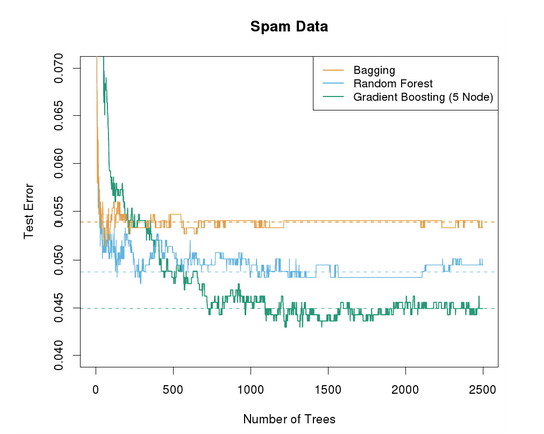 Spam Data
Bagging
Random Forest
Gradient Boosting (5 Node)
Test Error
0.070
0.065
0.060
0.055
0.050
0.045
0.040
0 500 1000 1500 2000 2500
Number of Trees